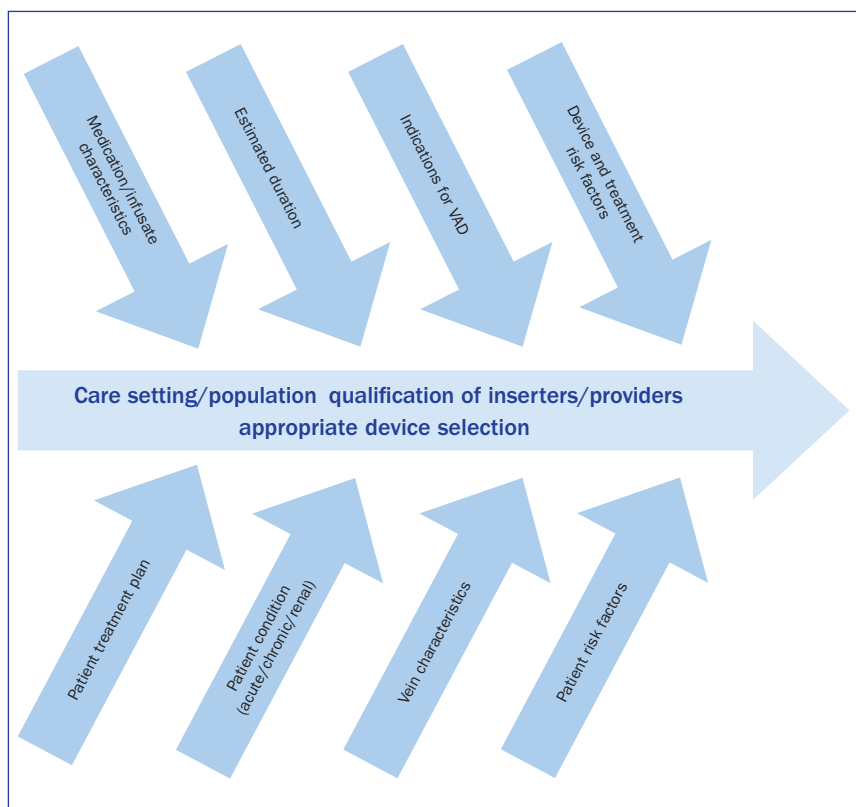 Medication/infusate
characteristics
Estimated duration
Indications for VAD
Device and treatment
risk factors
Care setting/population qualification of inserters/providers
appropriate device selection
Patient treatment plan
Patient condition
(acute/chronic/renal)
Vein characteristics
Patient risk factors